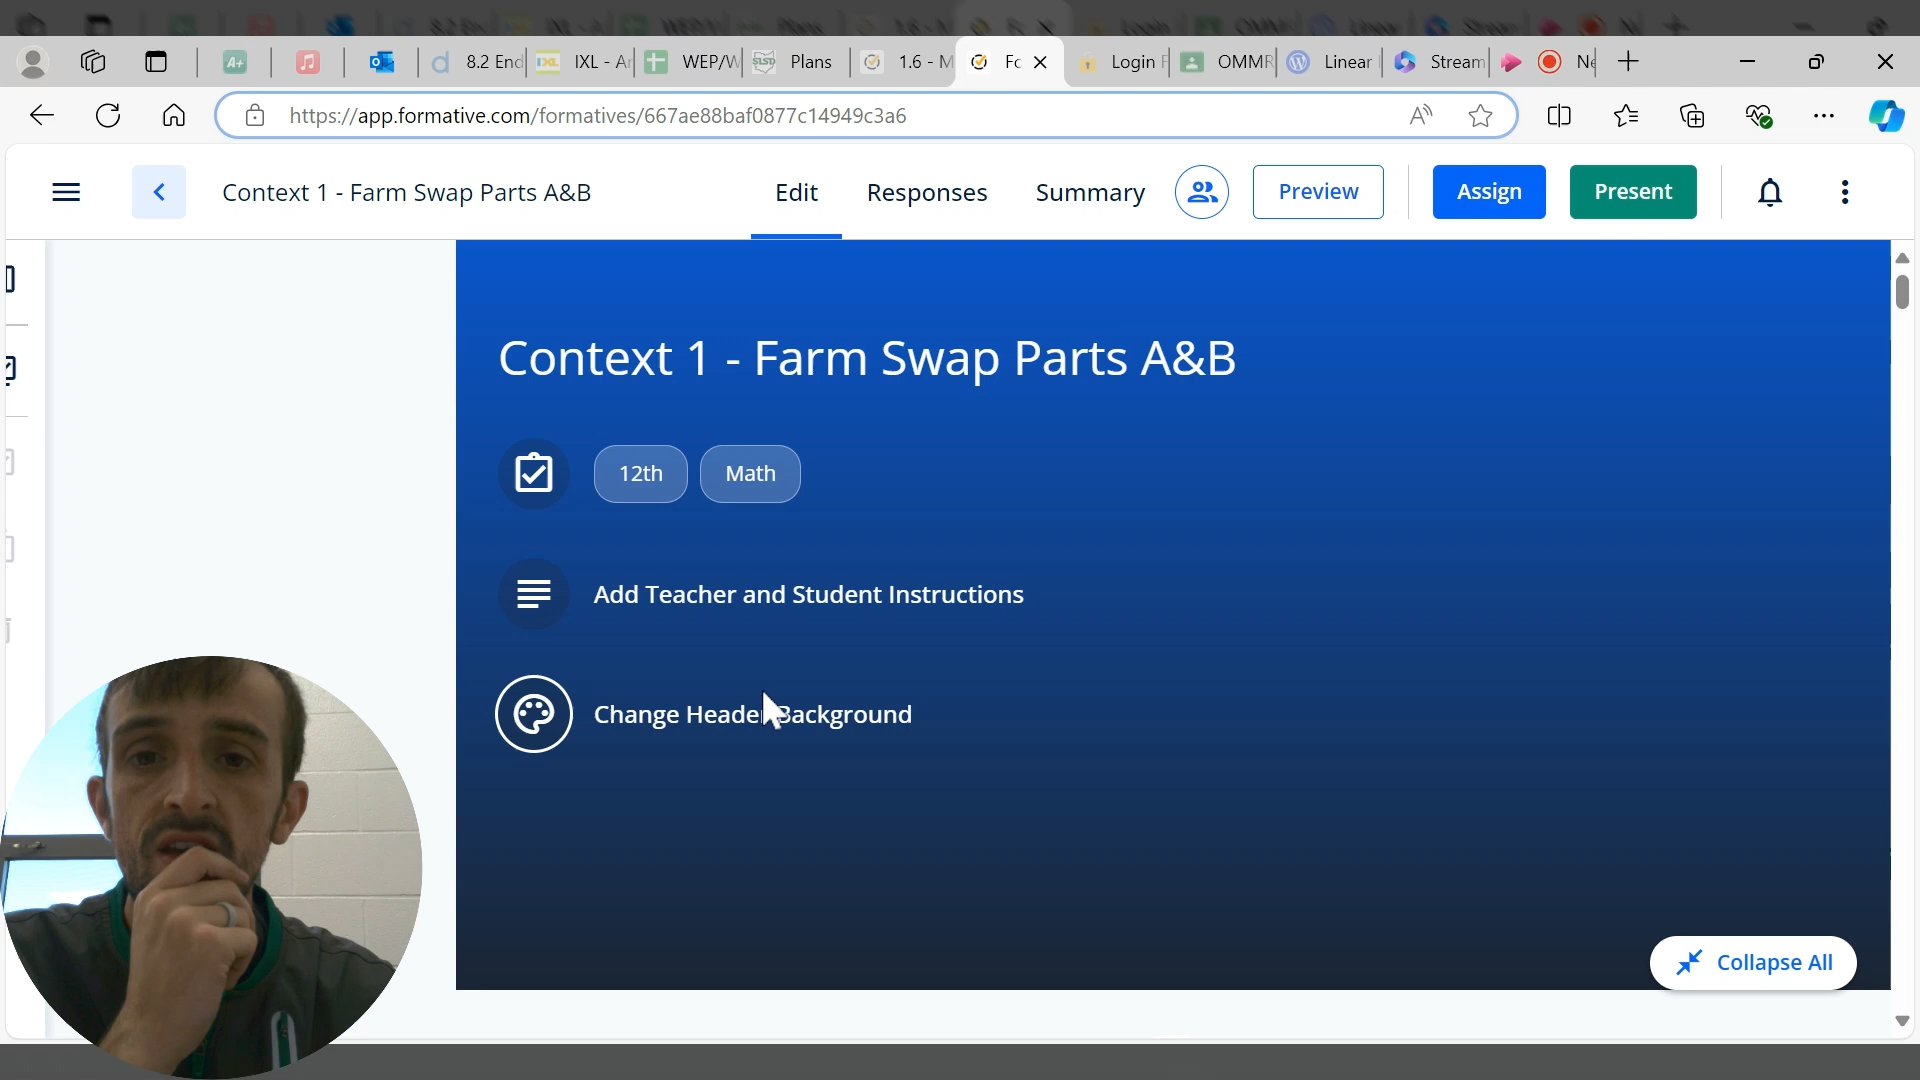 8.2 End
IXL - A
WEP/W
Plans
1.6 - M
Fo
Login F
OMMR
Linear
Stream
Ne
https://app.formative.com/formatives/667ae88baf0877c14949c3a6
Context 1 - Farm Swap Parts A&B
Edit
Responses
Summary
Preview
Assign
Present
Context 1 - Farm Swap Parts A&B
12th
Math
Add Teacher and Student Instructions
Change Header Background
Collapse All